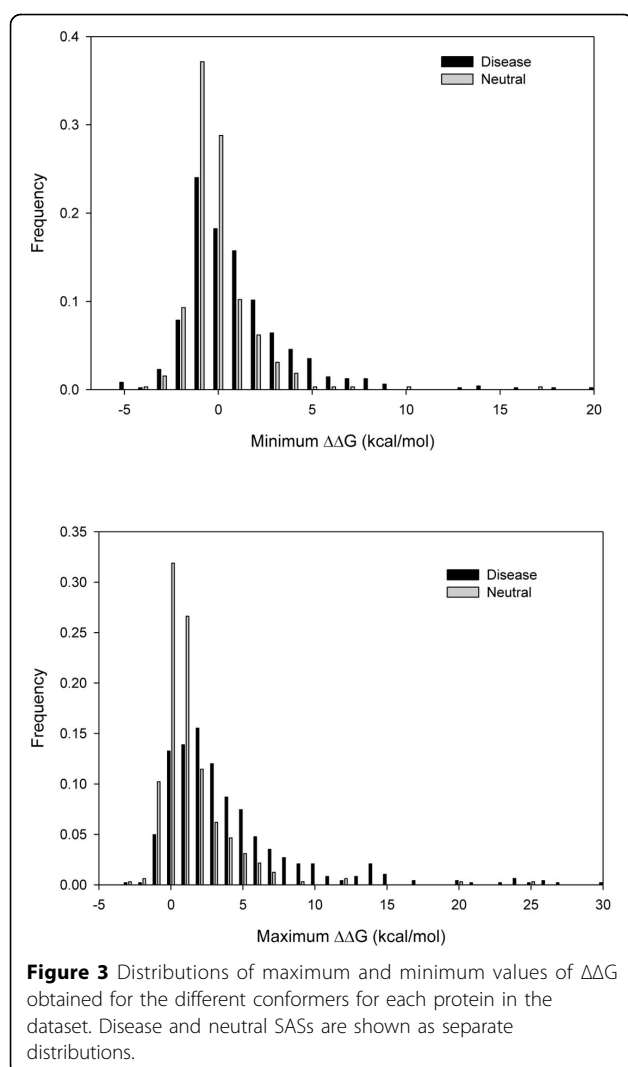 0.4
0.3
0.2
0.1
0.0
Frequency
Disease
Neutral
-5 0 5 10 15 20
Minimum ΔΔG (kcal/mol)
0.35
0.30
0.25
0.20
0.15
0.10
0.05
0.00
Frequency
Disease
Neutral
-5 0 5 10 15 20 25 30
Maximum ΔΔG (kcal/mol)
Figure 3 Distributions of maximum and minimum values of ΔΔG
obtained for the different conformers for each protein in the
dataset. Disease and neutral SASs are shown as separate
distributions.